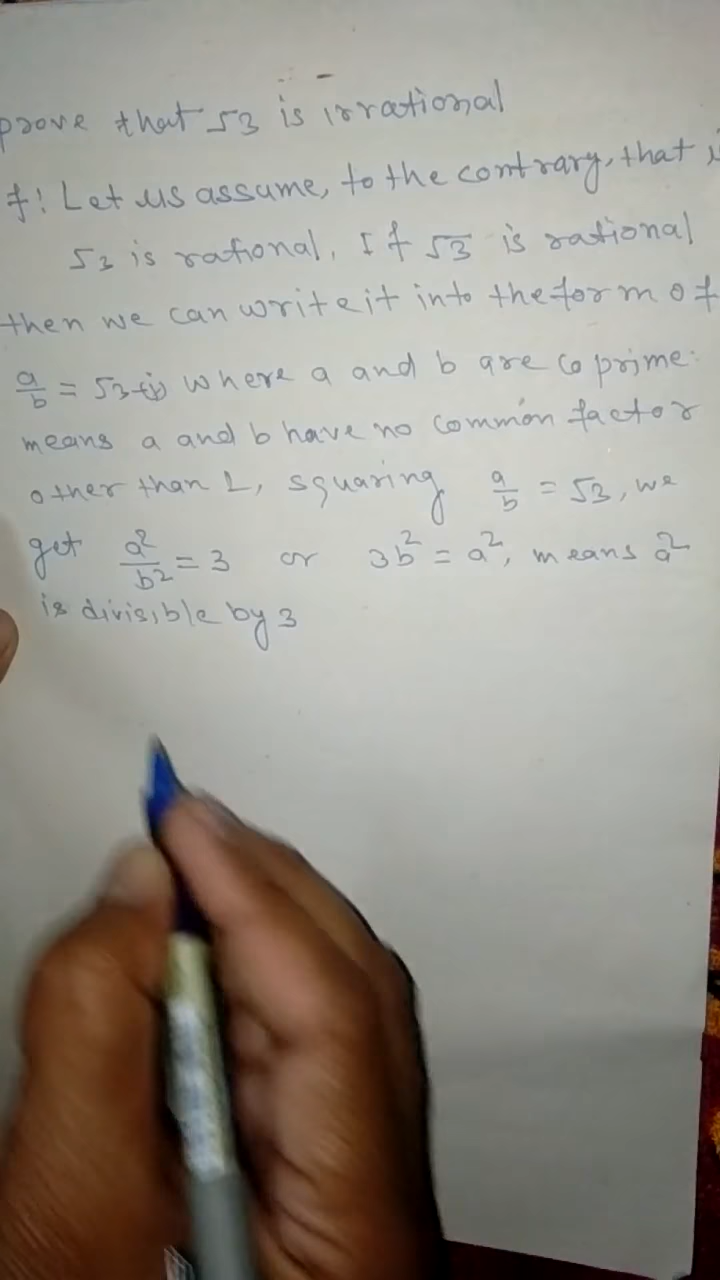 prove that √3 is irrational
f: Let us assume, to the contrary, that
√3 is rational. If √3 is rational
then we can write it into the form of
a/b = √3-(i) where a and b are co prime:
means a and b have no common factor
other than 1, squaring a/b = √3, we
get a²/b² = 3 or 3b² = a², means a²
is divisible by 3